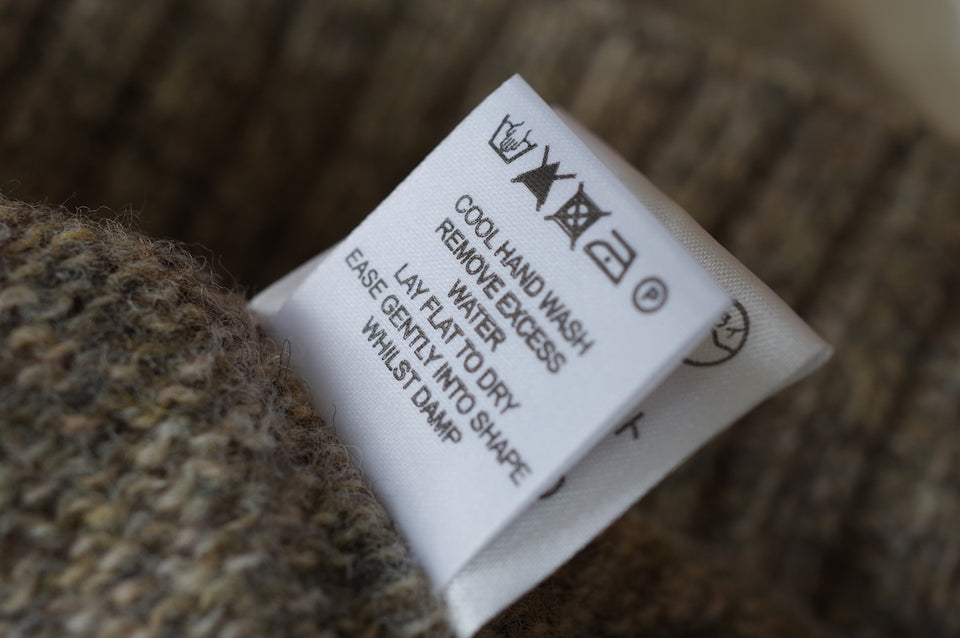 P
COOL HAND WASH
REMOVE EXCESS
WATER
LAY FLAT TO DRY
EASE GENTLY INTO SHAPE
WHILST DAMP